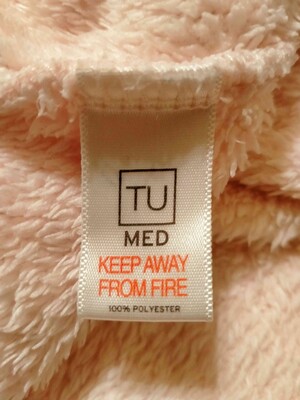 TU
MED
KEEP AWAY
FROM FIRE
100% POLYESTER